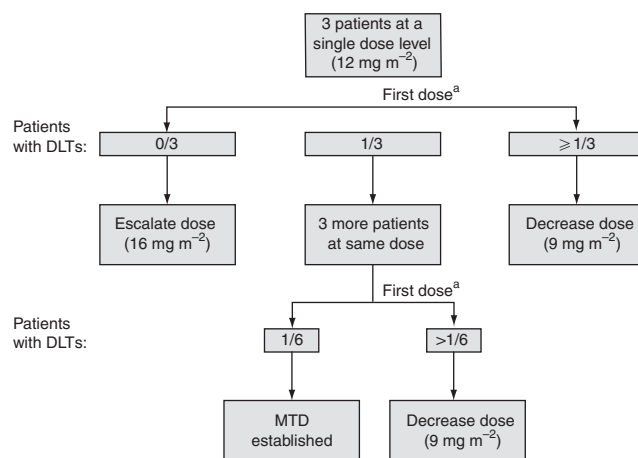 3 patients at a
single dose level
(12 mg m⁻²)
First doseᵃ
Patients
with DLTs:
0/3
1/3
⩾1/3
Escalate dose
(16 mg m⁻²)
3 more patients
at same dose
Decrease dose
(9 mg m⁻²)
First doseᵃ
Patients
with DLTs:
1/6
>1/6
MTD
established
Decrease dose
(9 mg m⁻²)